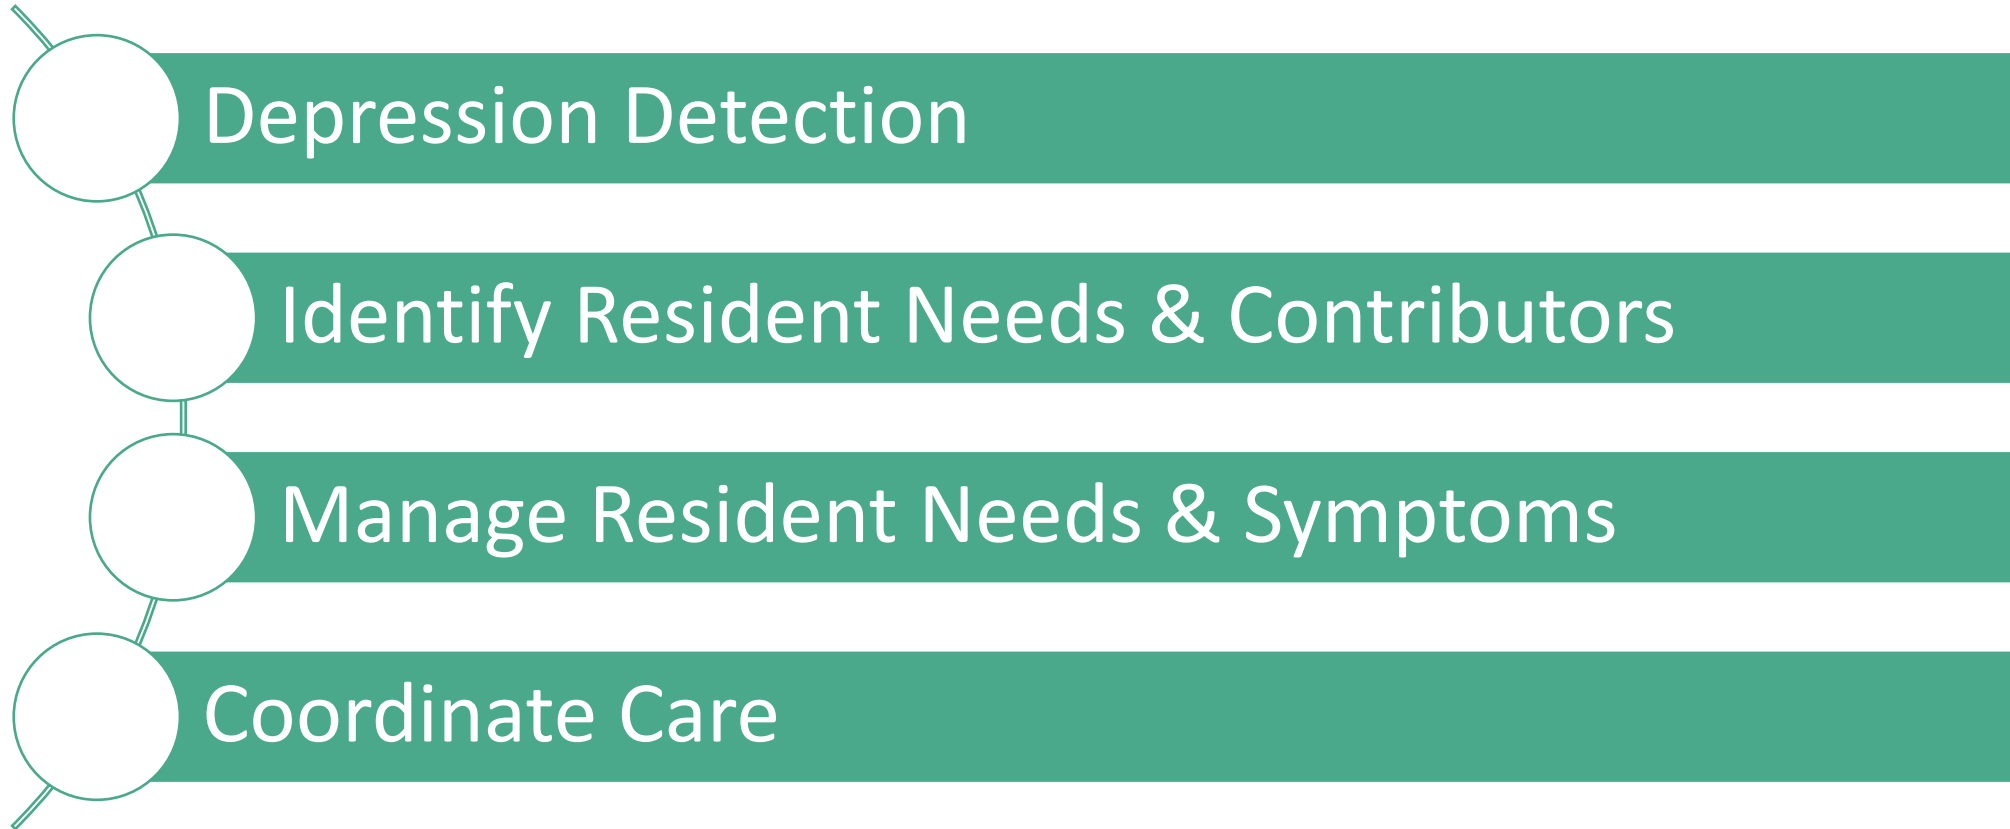 Depression Detection
Identify Resident Needs & Contributors
Manage Resident Needs & Symptoms
Coordinate Care